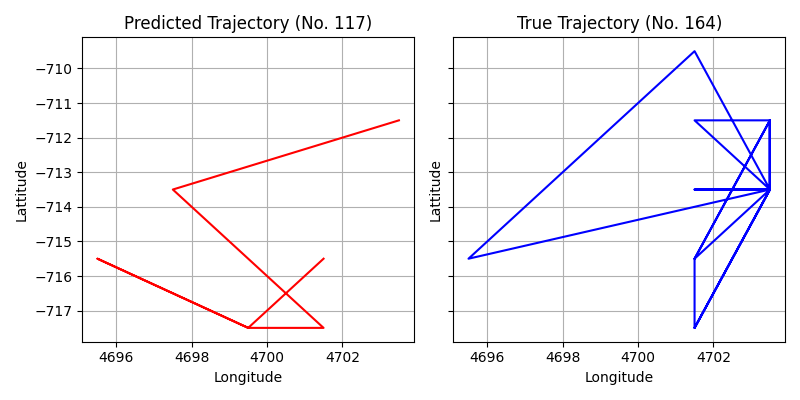 Predicted Trajectory (No. 117)
True Trajectory (No. 164)
−710
−711
−712
−713
−714
−715
−716
−717
Lattitude
Lattitude
4696
4698
4700
4702
4696
4698
4700
4702
Longitude
Longitude